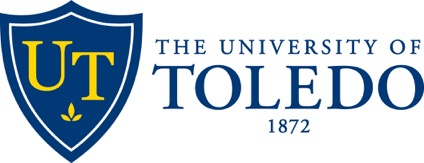 UT
THE UNIVERSITY OF
TOLEDO
1872